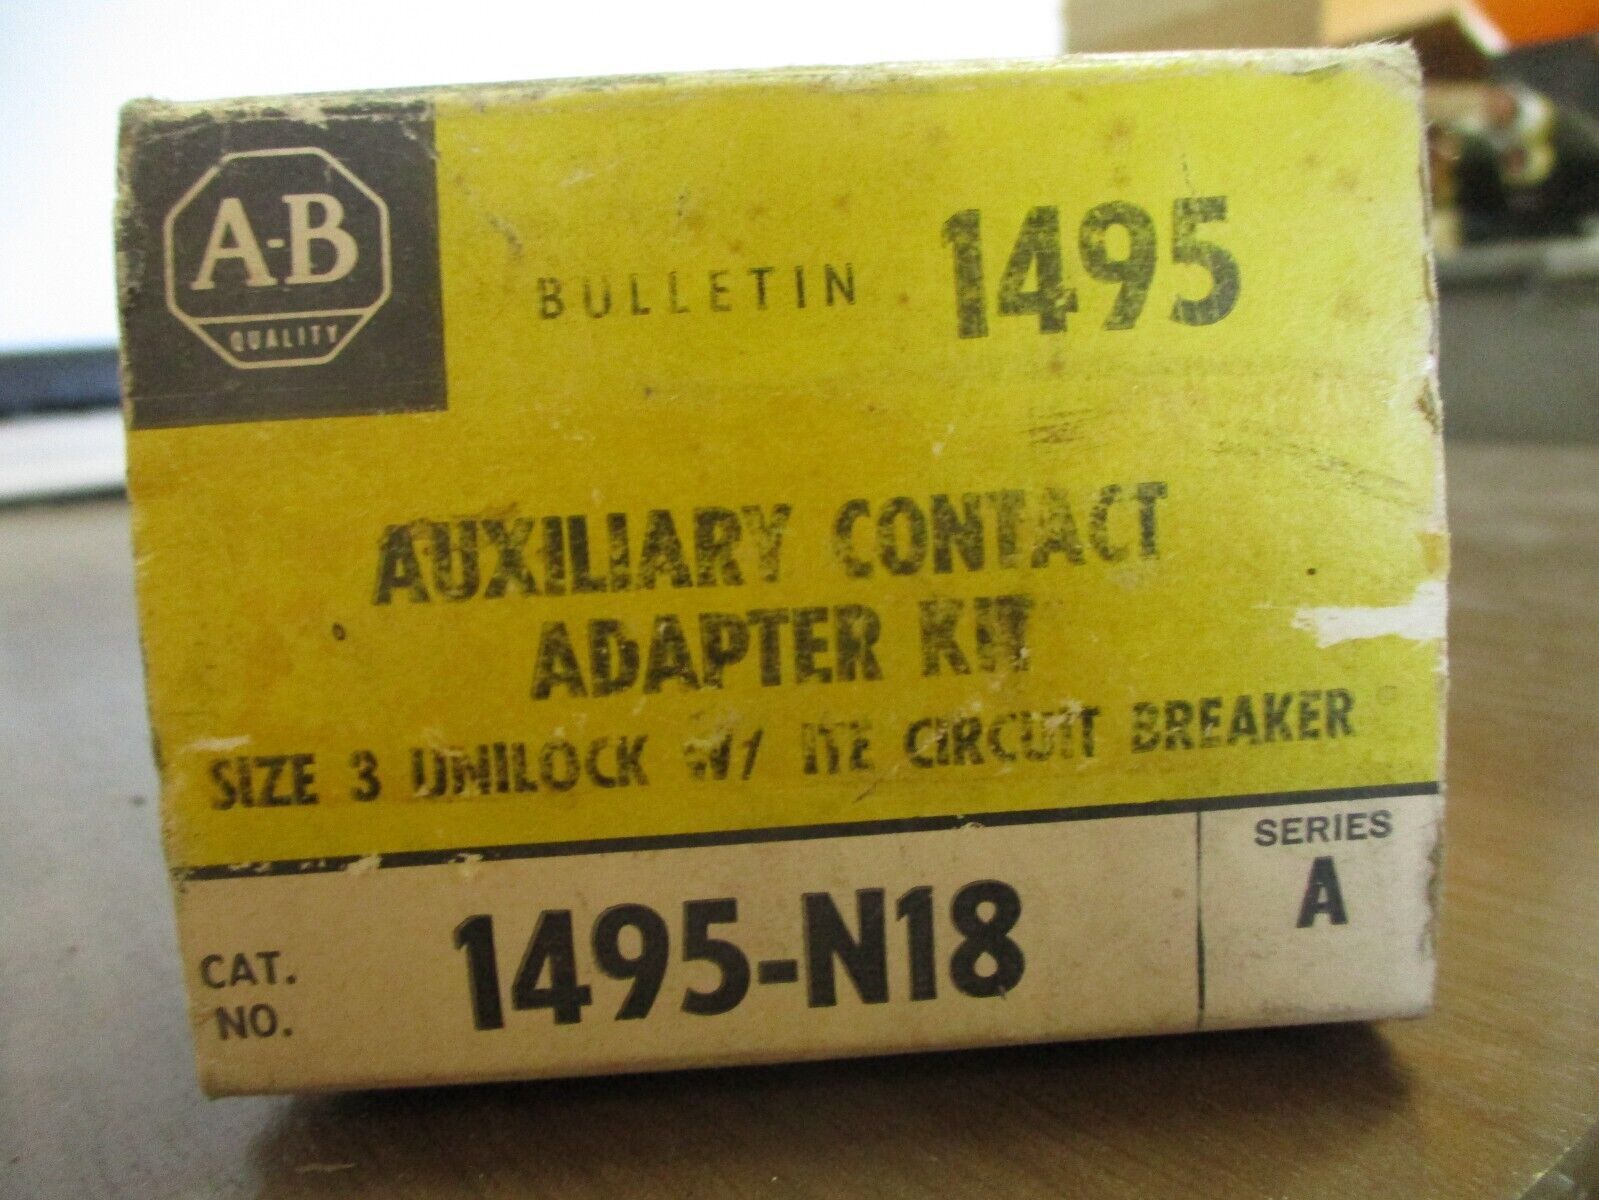 A-B
QUALITY
BULLETIN 1495
AUXILIARY CONTACT
ADAPTER KIT
SIZE 3 UNILOCK W/ ITE CIRCUIT BREAKER
CAT. NO. 1495-N18
SERIES A